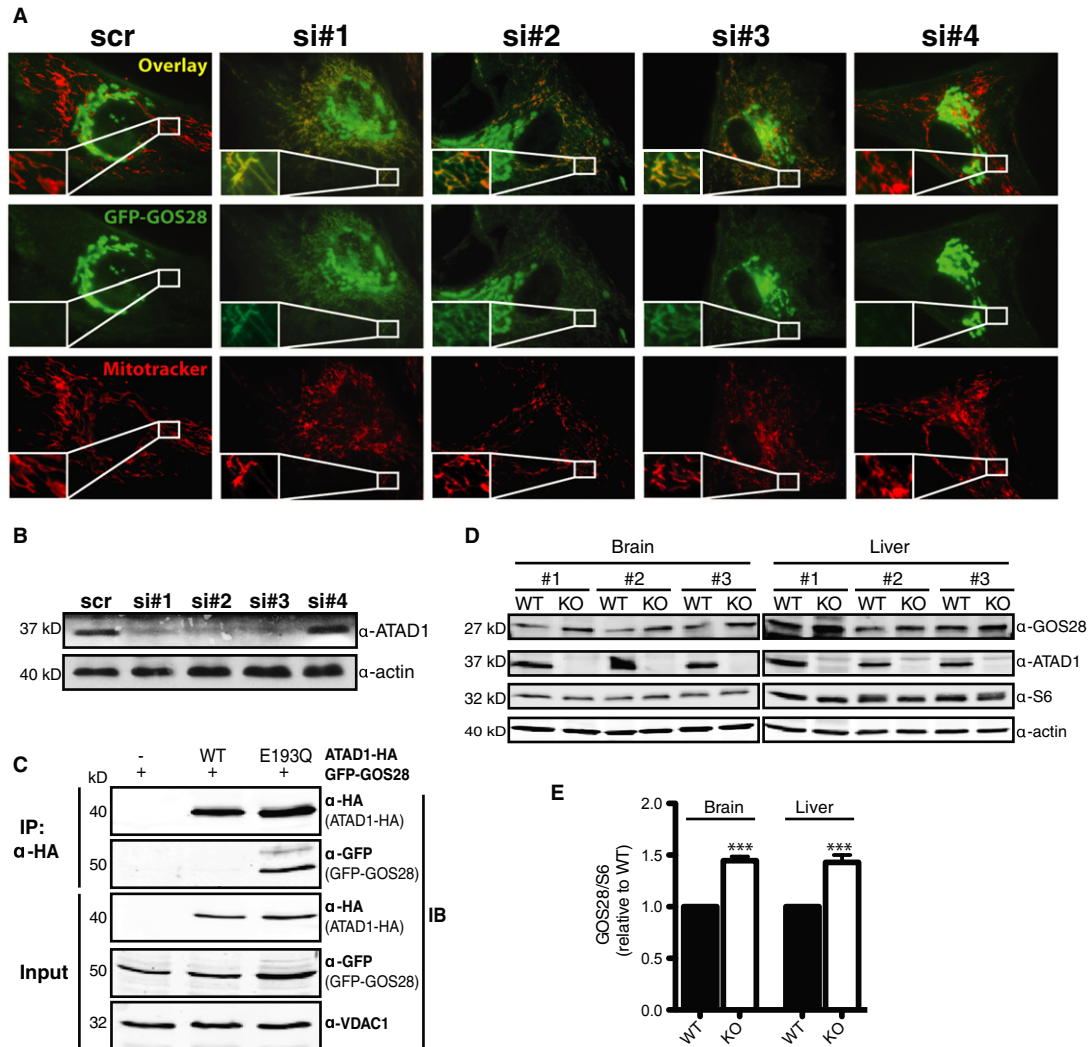 A
scr si#1 si#2 si#3 si#4
Overlay
GFP-GOS28
Mitotracker
B
scr si#1 si#2 si#3 si#4
37 kD α-ATAD1
40 kD α-actin
C
- WT E193Q ATAD1-HA
kD + + + GFP-GOS28
IP:
α-HA
40 α-HA
(ATAD1-HA)
50 α-GFP
(GFP-GOS28)
Input
40 α-HA
(ATAD1-HA)
50 α-GFP
(GFP-GOS28)
32 α-VDAC1
IB
D
Brain Liver
#1 #2 #3 #1 #2 #3
WT KO WT KO WT KO WT KO WT KO WT KO
27 kD α-GOS28
37 kD α-ATAD1
32 kD α-S6
40 kD α-actin
E
Brain Liver
*** ***
GOS28/S6
(relative to WT)
2.0
1.5
1.0
0.5
0.0
WT KO WT KO